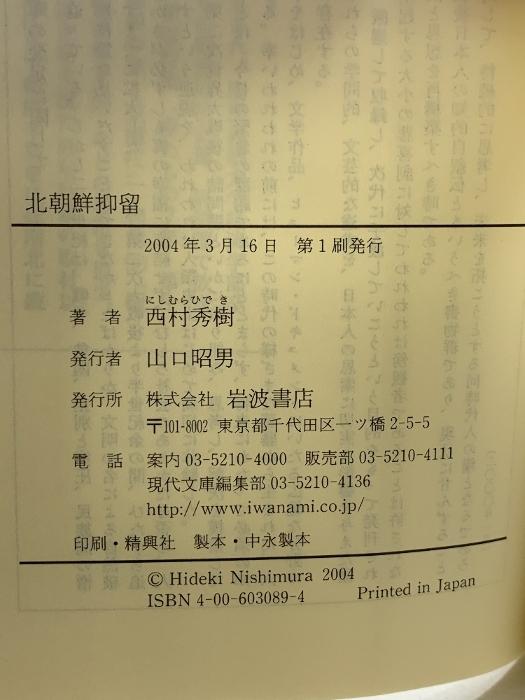 北朝鮮抑留
2004年3月16日 第1刷発行
にしむらひでき
著者 西村秀樹
発行者 山口昭男
発行所 株式会社 岩波書店
〒101-8002 東京都千代田区一ツ橋2-5-5
電話 案内 03-5210-4000 販売部 03-5210-4111
現代文庫編集部 03-5210-4136
http://www.iwanami.co.jp/
印刷・精興社 製本・中永製本
© Hideki Nishimura 2004
ISBN 4-00-603089-4 Printed in Japan